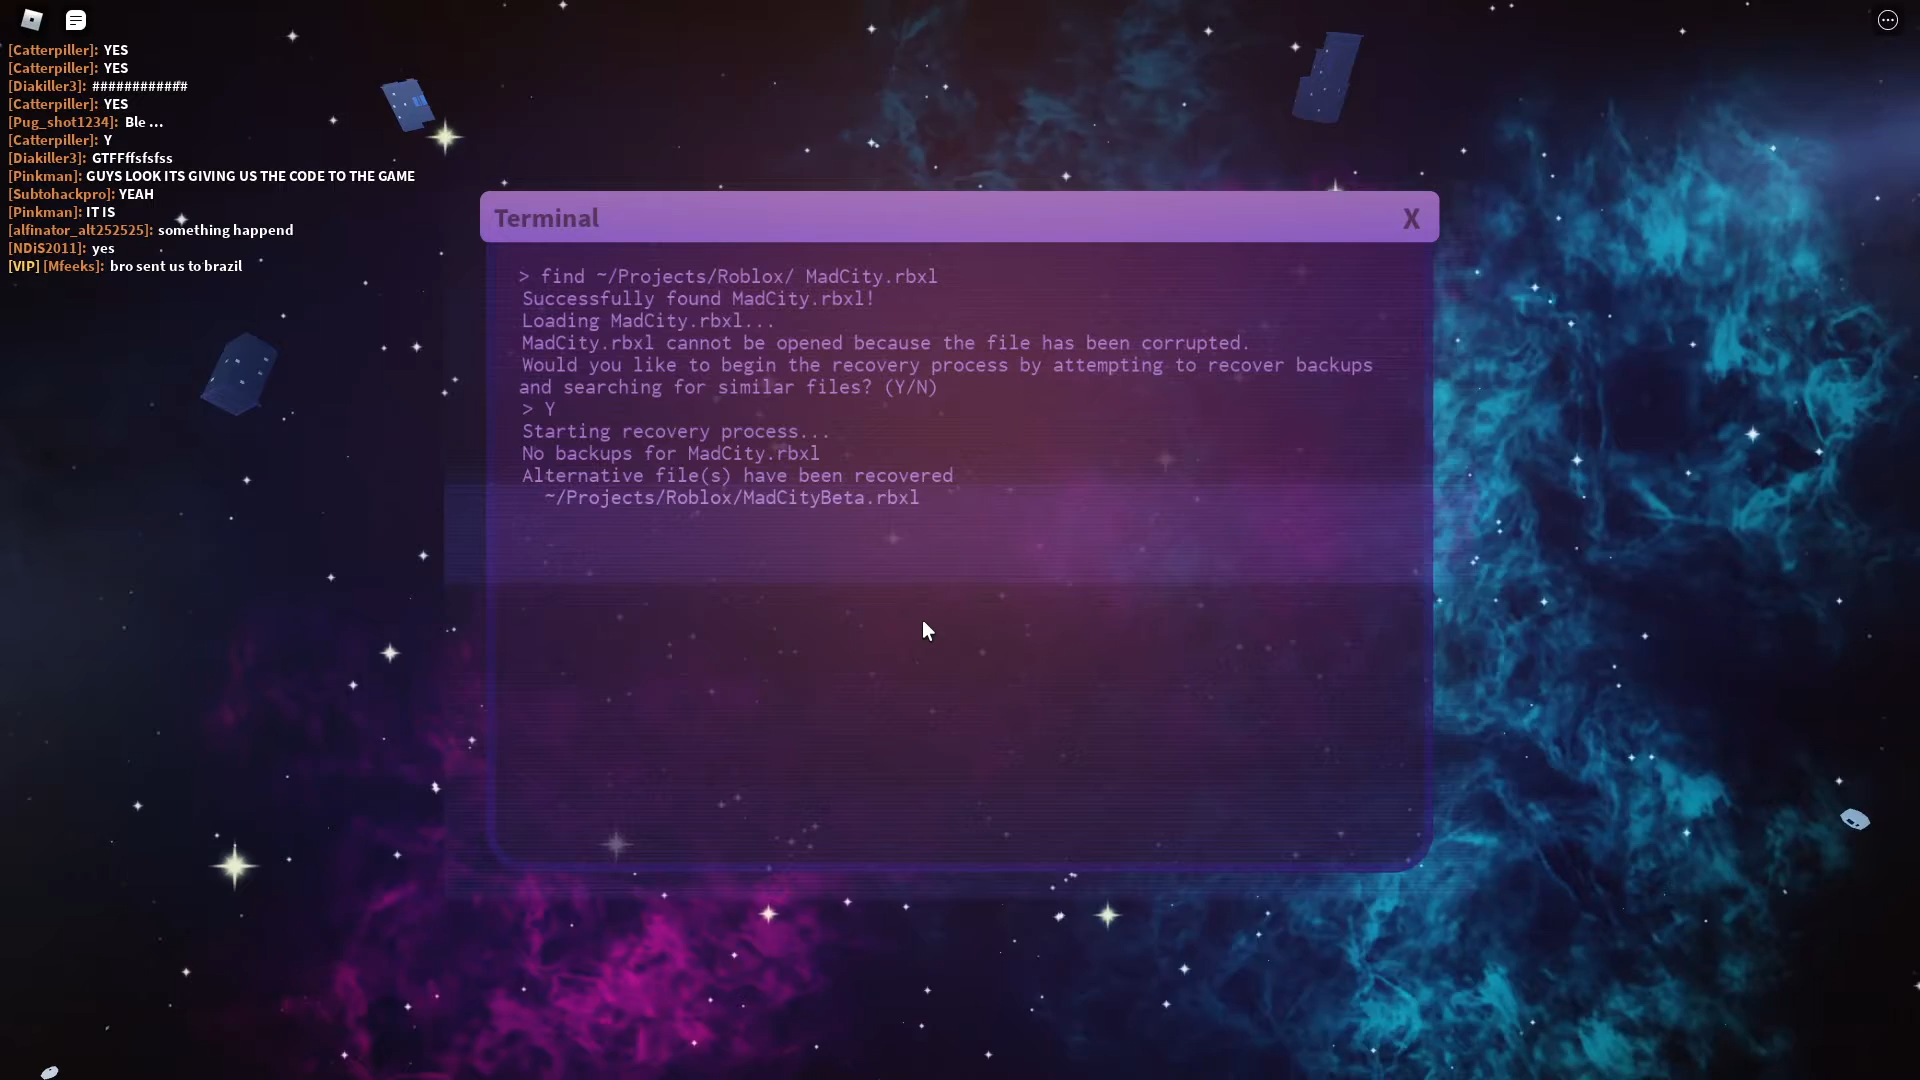 [Catterpiller]: YES
[Catterpiller]: YES
[Diakiller3]: ############
[Catterpiller]: YES
[Pug_shot1234]: Ble ...
[Catterpiller]: Y
[Diakiller3]: GTFFffsfsfss
[Pinkman]: GUYS LOOK ITS GIVING US THE CODE TO THE GAME
[Subtohackpro]: YEAH
[Pinkman]: IT IS
[alfinator_alt252525]: something happend
[NDiS2011]: yes
[VIP] [Mfeeks]: bro sent us to brazil
Terminal X
> find ~/Projects/Roblox/ MadCity.rbxl
Successfully found MadCity.rbxl!
Loading MadCity.rbxl...
MadCity.rbxl cannot be opened because the file has been corrupted.
Would you like to begin the recovery process by attempting to recover backups
and searching for similar files? (Y/N)
> Y
Starting recovery process...
No backups for MadCity.rbxl
Alternative file(s) have been recovered
~/Projects/Roblox/MadCityBeta.rbxl